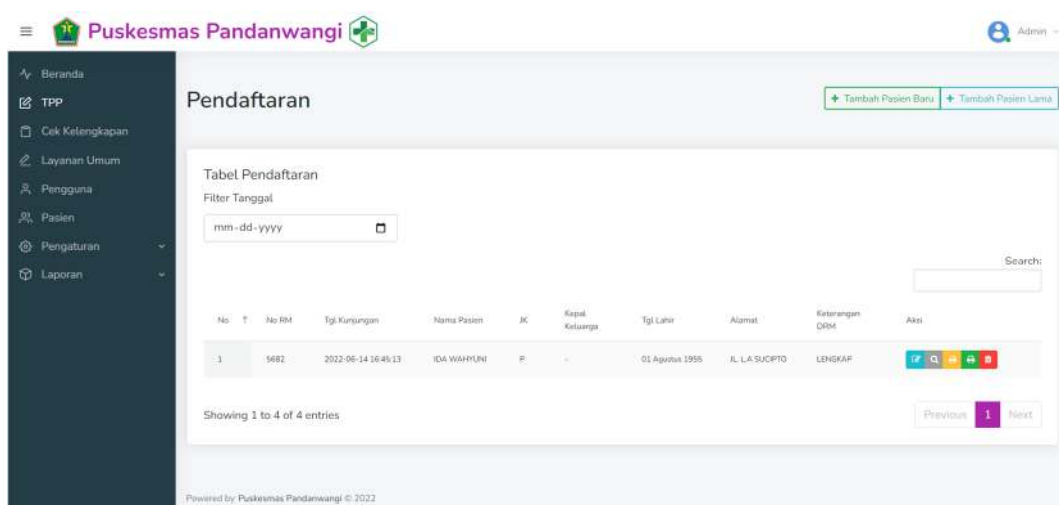 Puskesmas Pandanwangi
Admin
Beranda
TPP
Cek Kelengkapan
Layanan Umum
Pengguna
Pasien
Pengaturan
Laporan
Pendaftaran
+ Tambah Pasien Baru
+ Tambah Pasien Lama
Tabel Pendaftaran
Filter Tanggal
mm-dd-yyyy
Search:
No ↑ No RM Tgl Kunjungan Nama Pasien JK Kepal Keluarga Tgl Lahir Alamat Keterangan DRM Aksi
1 5682 2022-06-14 16:45:13 IDA WAHYUNI P - 01 Agustus 1956 JL. L.A SUCIPTO LENGKAP
Showing 1 to 4 of 4 entries
Previous 1 Next
Powered by Puskesmas Pandanwangi © 2022